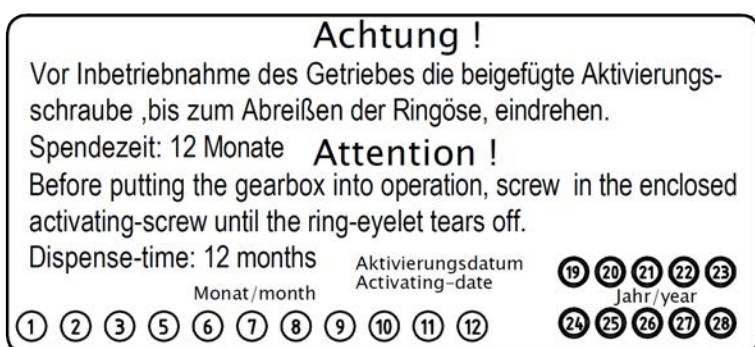 Achtung !
Vor Inbetriebnahme des Getriebes die beigefügte Aktivierungs-
schraube ,bis zum Abreißen der Ringöse, eindrehen.
Spendezeit: 12 Monate
Attention !
Before putting the gearbox into operation, screw in the enclosed
activating-screw until the ring-eyelet tears off.
Dispense-time: 12 months
Aktivierungsdatum
Activating-date
Monat/month
1 2 3 5 6 7 8 9 10 11 12
19 20 21 22 23
Jahr/year
24 25 26 27 28